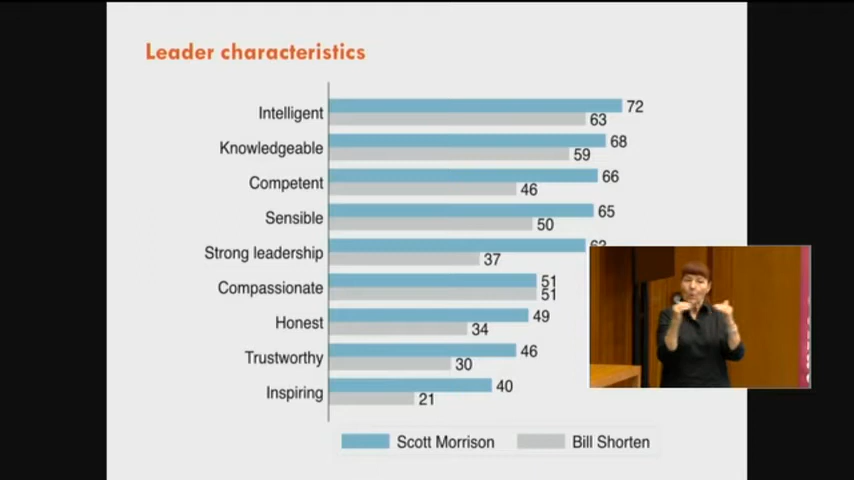 Leader characteristics
Intelligent 72
63
Knowledgeable 68
59
Competent 66
46
Sensible 65
50
Strong leadership
37
Compassionate 51
51
Honest 49
34
Trustworthy 46
30
Inspiring 40
21
Scott Morrison Bill Shorten